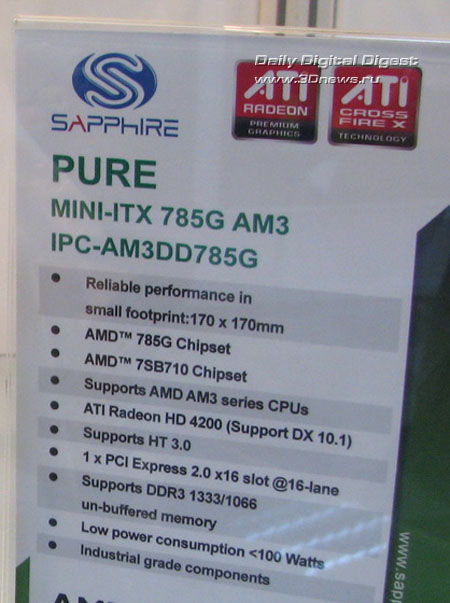 Daily Digital Digest
www.3Dnews.ru
SAPPHIRE
ATI
RADEON
PREMIUM
GRAPHICS
ATI
CROSS
FIRE X
TECHNOLOGY
PURE
MINI-ITX 785G AM3
IPC-AM3DD785G
• Reliable performance in
small footprint:170 x 170mm
• AMD™ 785G Chipset
• AMD™ 7SB710 Chipset
• Supports AMD AM3 series CPUs
• ATI Radeon HD 4200 (Support DX 10.1)
• Supports HT 3.0
• 1 x PCI Express 2.0 x16 slot @16-lane
• Supports DDR3 1333/1066
un-buffered memory
• Low power consumption <100 Watts
• Industrial grade components
www.sapp